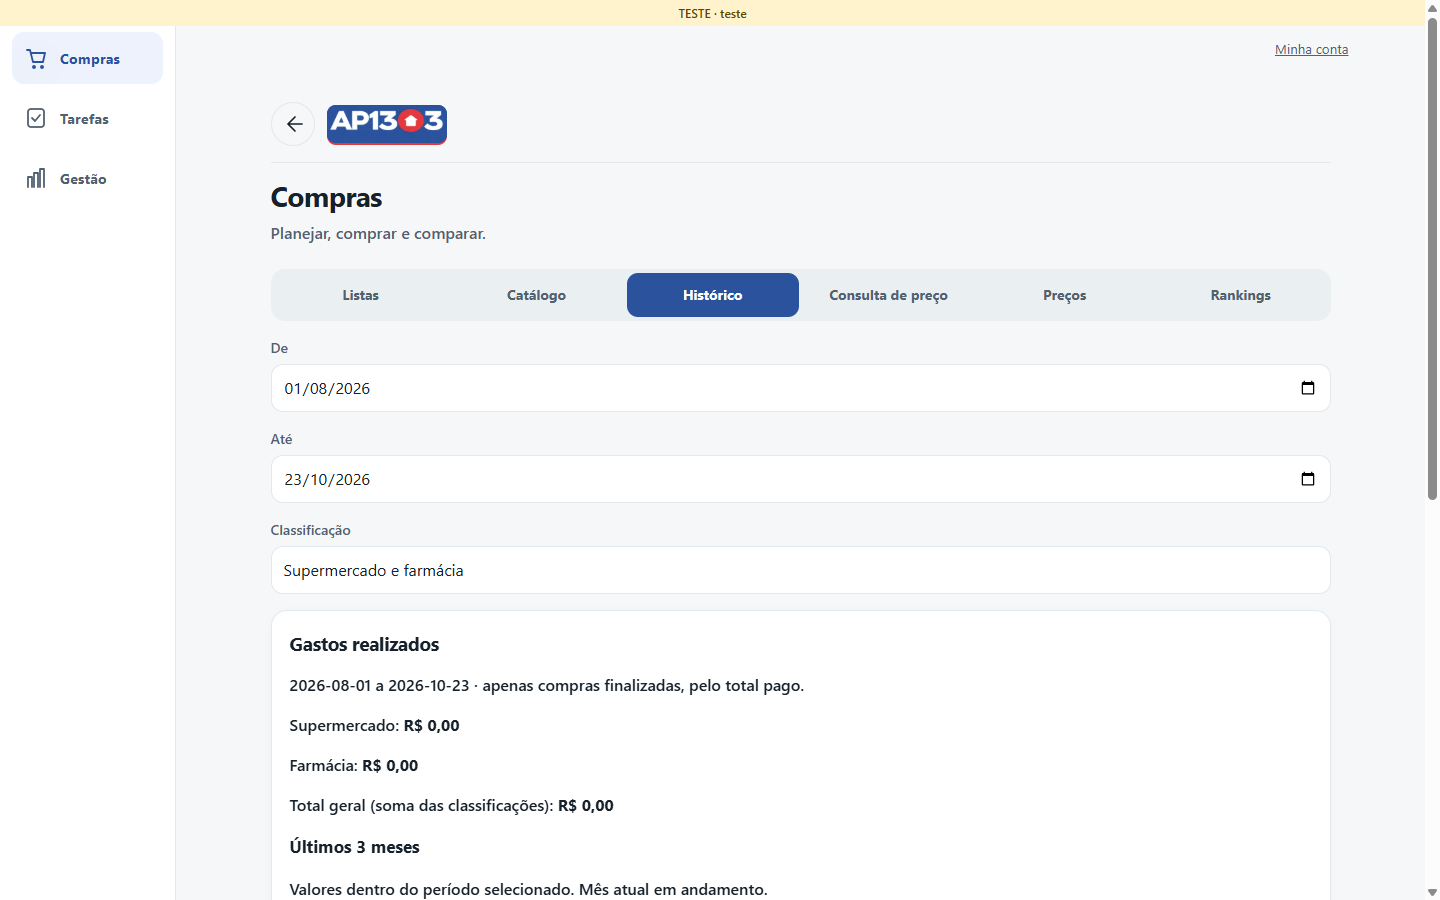 TESTE · teste
Minha conta
Compras
Tarefas
Gestão
AP1303
Compras
Planejar, comprar e comparar.
Listas
Catálogo
Histórico
Consulta de preço
Preços
Rankings
De
01/08/2026
Até
23/10/2026
Classificação
Supermercado e farmácia
Gastos realizados
2026-08-01 a 2026-10-23 · apenas compras finalizadas, pelo total pago.
Supermercado: R$ 0,00
Farmácia: R$ 0,00
Total geral (soma das classificações): R$ 0,00
Últimos 3 meses
Valores dentro do período selecionado. Mês atual em andamento.